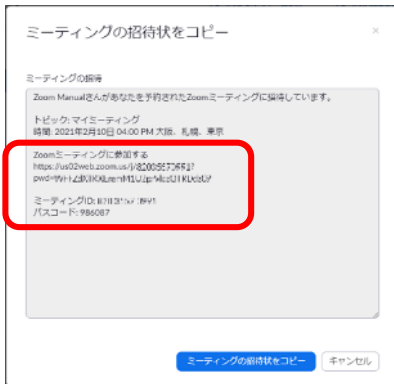 ミーティングの招待状をコピー
×
ミーティングの招待
Zoom Manualさんがあなたを予約されたZoomミーティングに招待しています。
トピック: マイミーティング
時間: 2021年2月10日 04:00 PM 大阪、札幌、東京
Zoomミーティングに参加する
ミーティングID:
パスコード: 986087
ミーティングの招待状をコピー
キャンセル